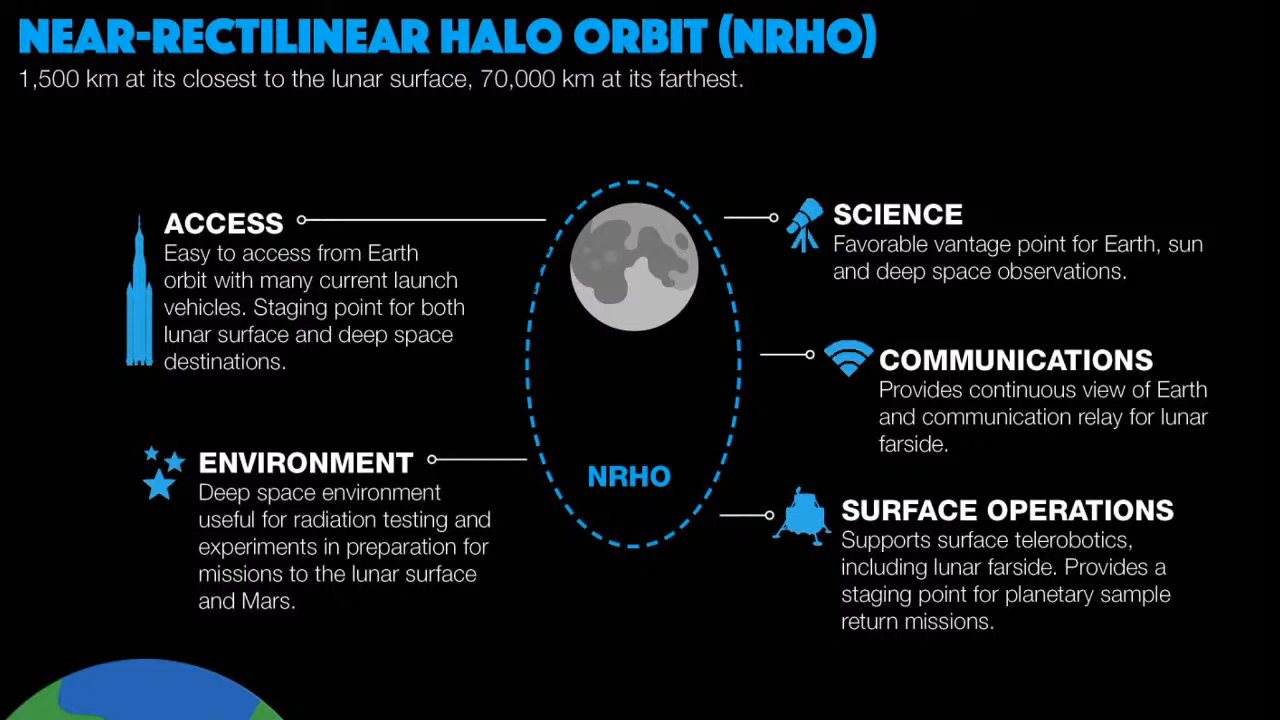 NEAR-RECTILINEAR HALO ORBIT (NRHO)
1,500 km at its closest to the lunar surface, 70,000 km at its farthest.
ACCESS
Easy to access from Earth
orbit with many current launch
vehicles. Staging point for both
lunar surface and deep space
destinations.
ENVIRONMENT
Deep space environment
useful for radiation testing and
experiments in preparation for
missions to the lunar surface
and Mars.
NRHO
SCIENCE
Favorable vantage point for Earth, sun
and deep space observations.
COMMUNICATIONS
Provides continuous view of Earth
and communication relay for lunar
farside.
SURFACE OPERATIONS
Supports surface telerobotics,
including lunar farside. Provides a
staging point for planetary sample
return missions.